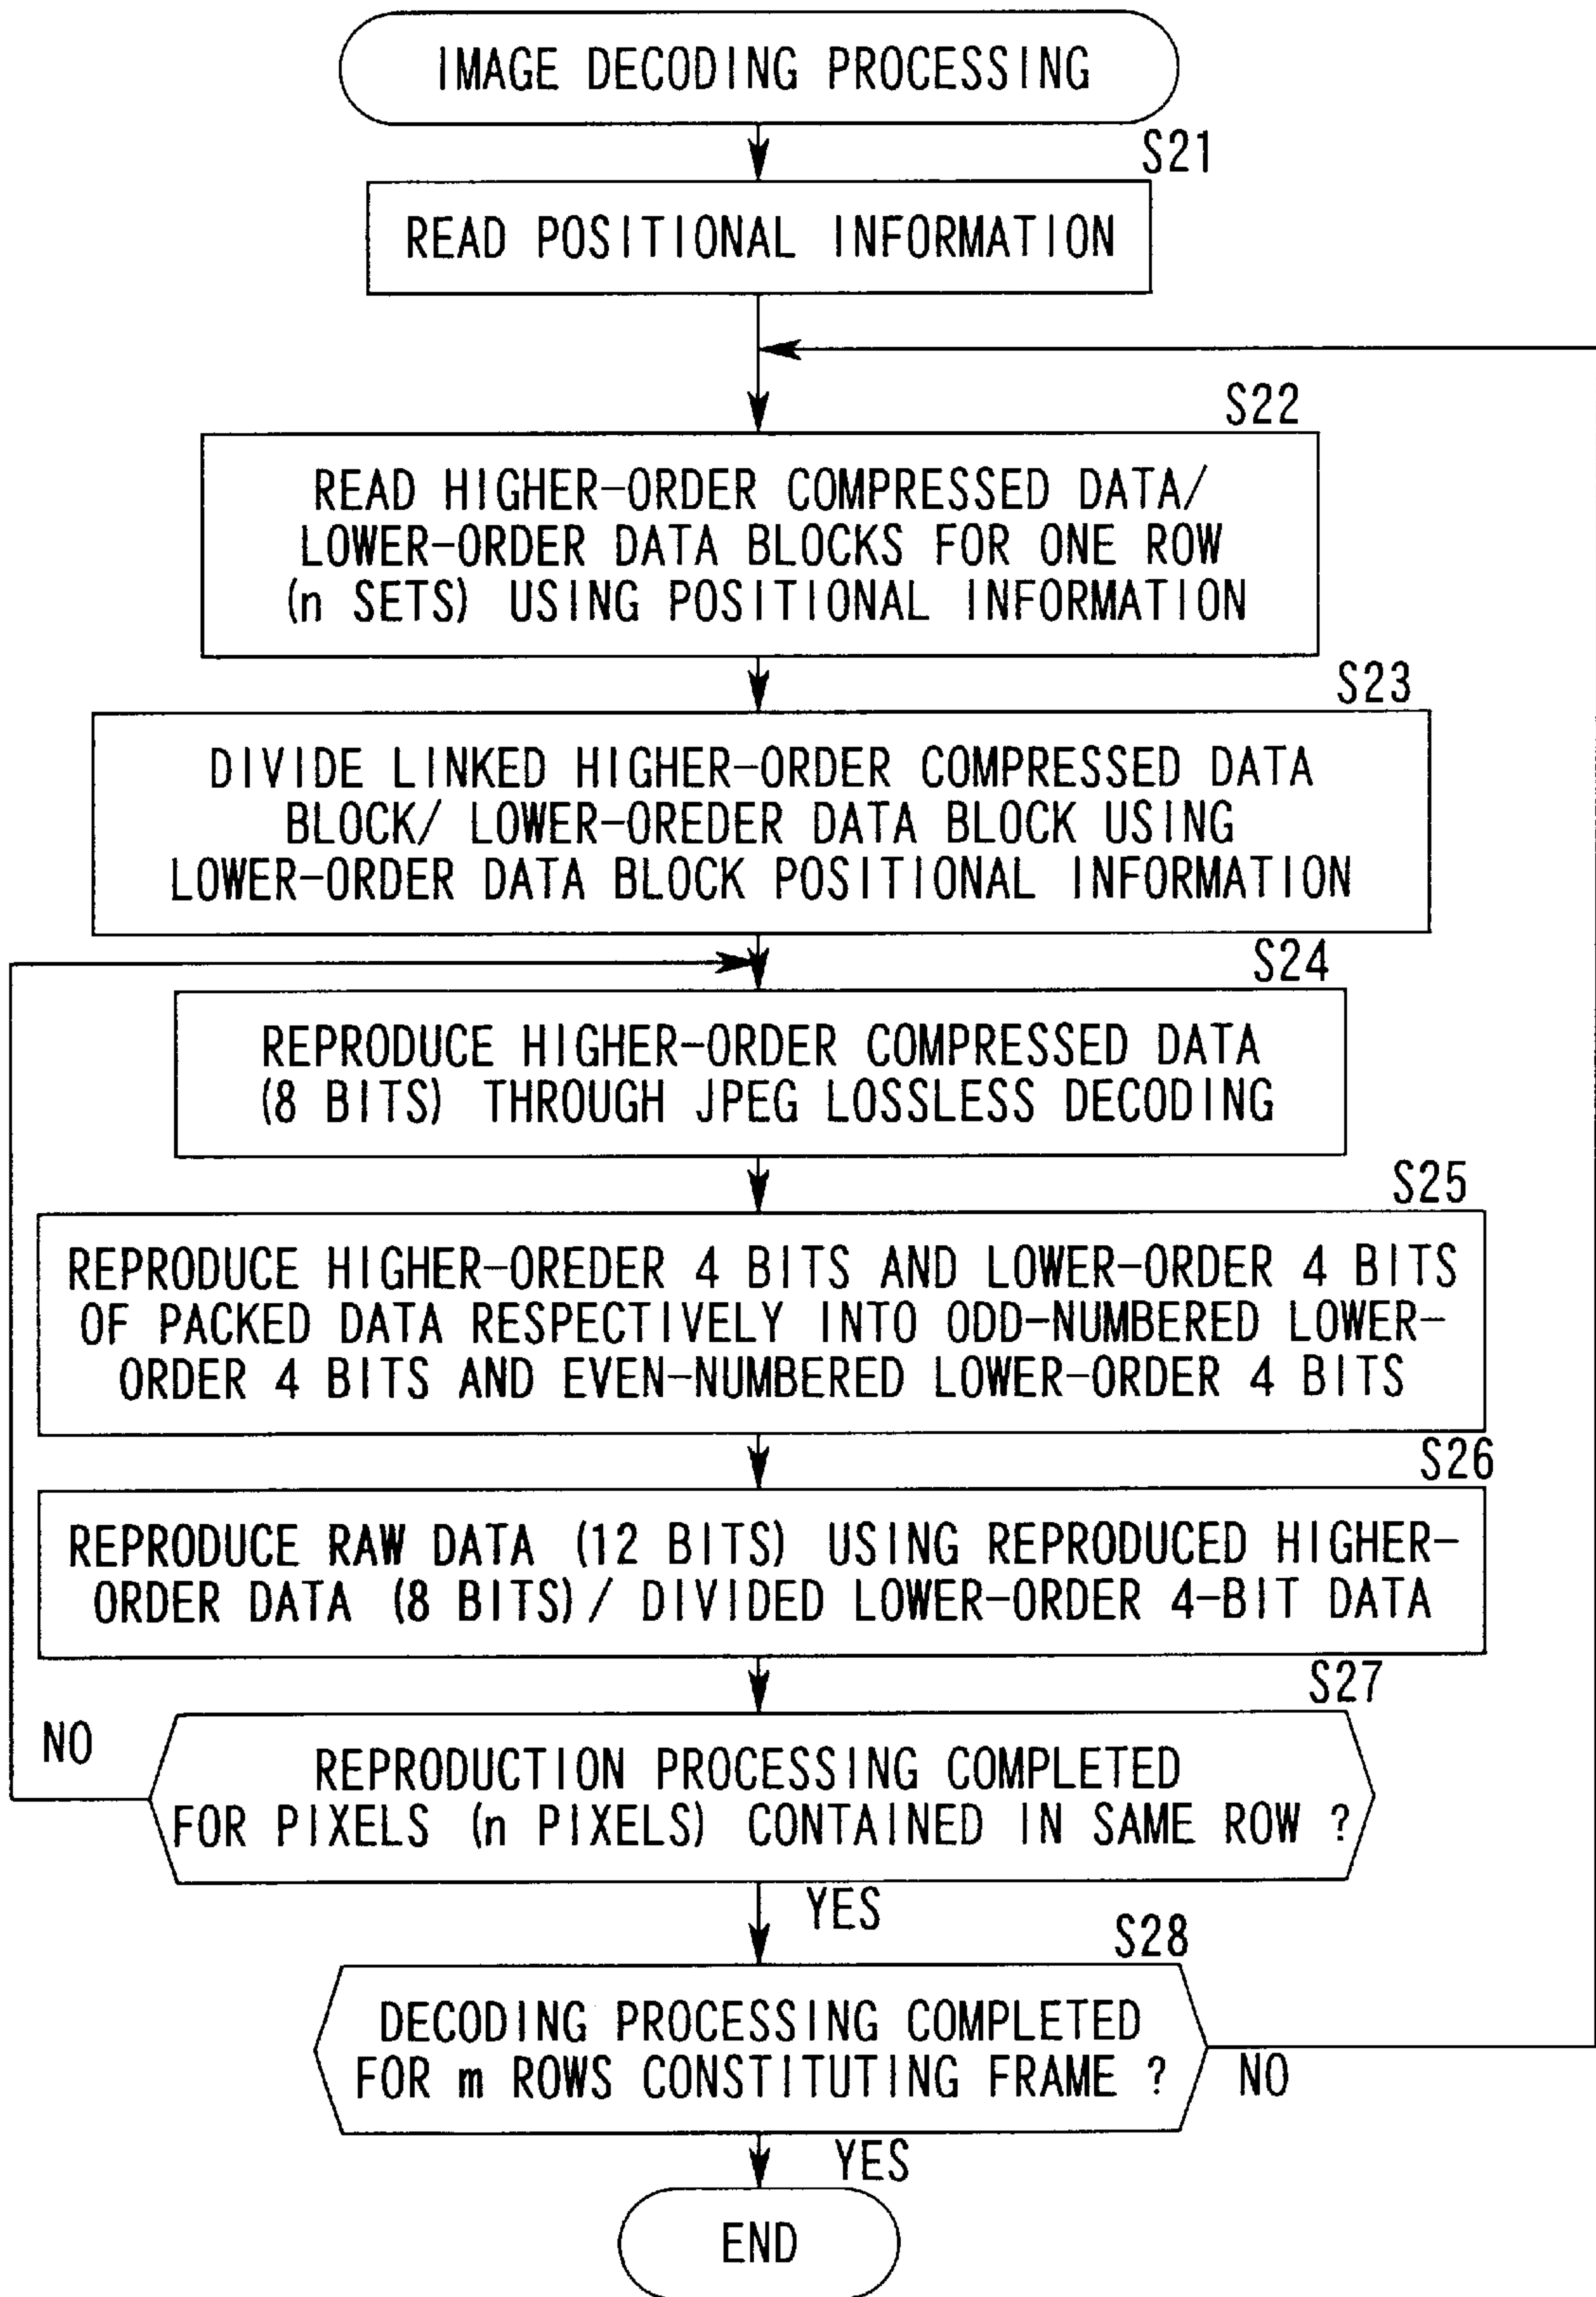 IMAGE DECODING PROCESSING
S21
READ POSITIONAL INFORMATION
S22
READ HIGHER-ORDER COMPRESSED DATA/
LOWER-ORDER DATA BLOCKS FOR ONE ROW
(n SETS) USING POSITIONAL INFORMATION
S23
DIVIDE LINKED HIGHER-ORDER COMPRESSED DATA
BLOCK/ LOWER-OREDER DATA BLOCK USING
LOWER-ORDER DATA BLOCK POSITIONAL INFORMATION
S24
REPRODUCE HIGHER-ORDER COMPRESSED DATA
(8 BITS) THROUGH JPEG LOSSLESS DECODING
S25
REPRODUCE HIGHER-OREDER 4 BITS AND LOWER-ORDER 4 BITS
OF PACKED DATA RESPECTIVELY INTO ODD-NUMBERED LOWER-
ORDER 4 BITS AND EVEN-NUMBERED LOWER-ORDER 4 BITS
S26
REPRODUCE RAW DATA (12 BITS) USING REPRODUCED HIGHER-
ORDER DATA (8 BITS)/ DIVIDED LOWER-ORDER 4-BIT DATA
S27
NO
REPRODUCTION PROCESSING COMPLETED
FOR PIXELS (n PIXELS) CONTAINED IN SAME ROW ?
YES
S28
DECODING PROCESSING COMPLETED
FOR m ROWS CONSTITUTING FRAME ?
NO
YES
END